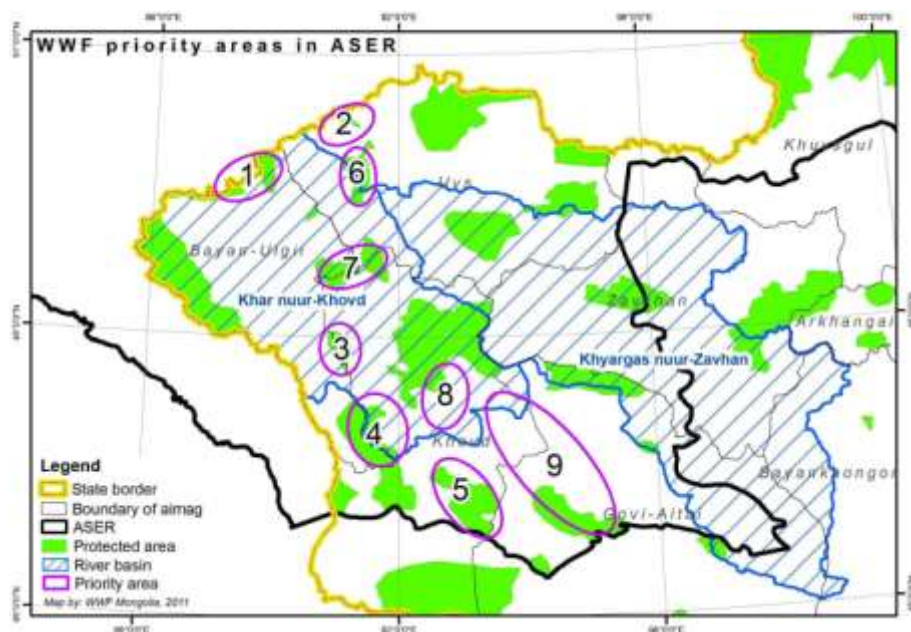 WWF priority areas in ASER
2
Khuvsgul
1
6
Uvs
Bayan-Ulgii
7
Khar nuur-Khovd
Zavkhan
Arkhangai
3
Khyargas nuur-Zavhan
8
4
Khovd
9
Bayankhongor
5
Govi-Altai
Legend
State border
Boundary of aimag
ASER
Protected area
River basin
Priority area
Map by: WWF Mongolia, 2011